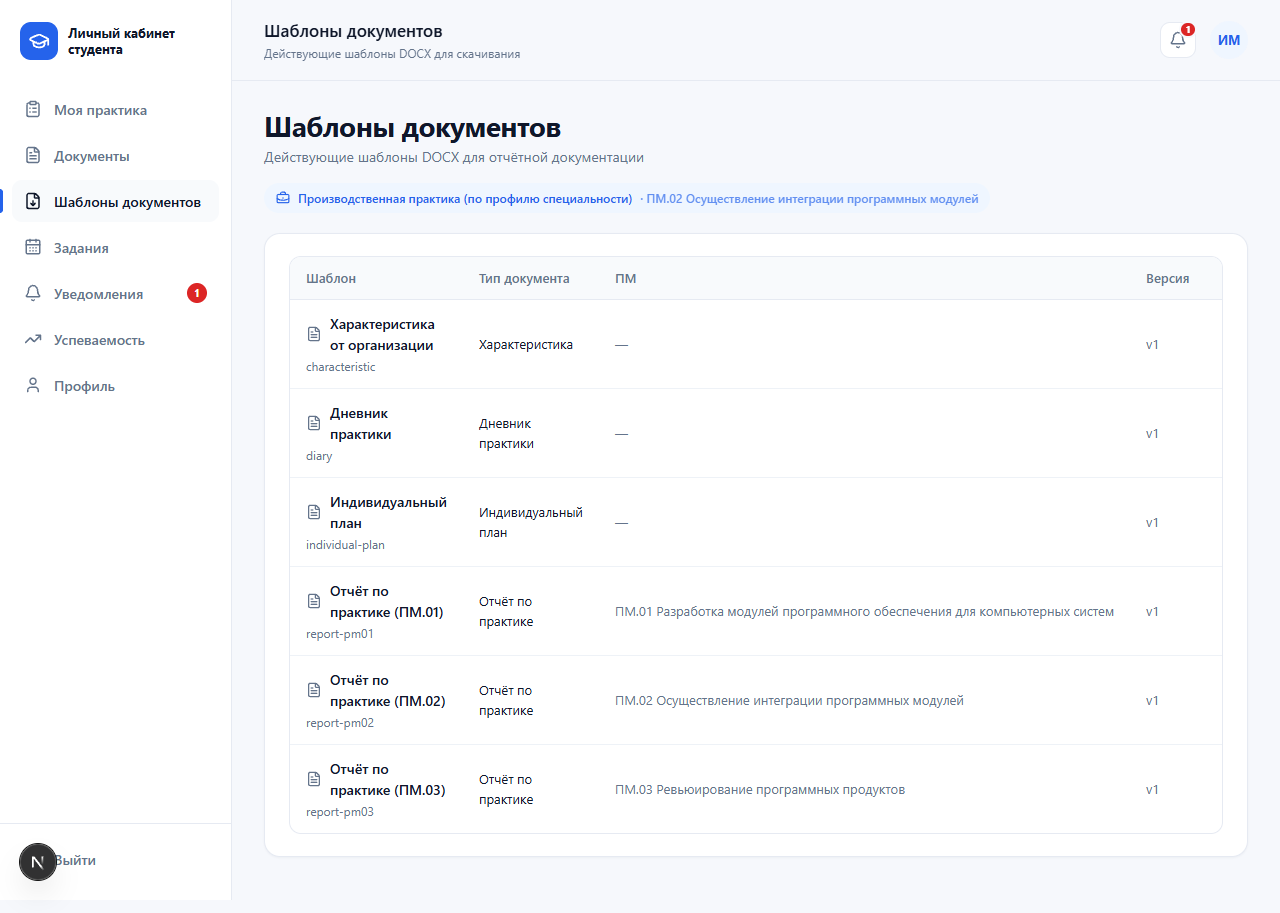 Личный кабинет
студента
Моя практика
Документы
Шаблоны документов
Задания
Уведомления 1
Успеваемость
Профиль
N
Выйти
Шаблоны документов
Действующие шаблоны DOCX для скачивания
1
ИМ
Шаблоны документов
Действующие шаблоны DOCX для отчётной документации
Производственная практика (по профилю специальности) · ПМ.02 Осуществление интеграции программных модулей
Шаблон Тип документа ПМ Версия
Характеристика
от организации
characteristic
Характеристика
—
v1
Дневник
практики
diary
Дневник
практики
—
v1
Индивидуальный
план
individual-plan
Индивидуальный
план
—
v1
Отчёт по
практике (ПМ.01)
report-pm01
Отчёт по
практике
ПМ.01 Разработка модулей программного обеспечения для компьютерных систем
v1
Отчёт по
практике (ПМ.02)
report-pm02
Отчёт по
практике
ПМ.02 Осуществление интеграции программных модулей
v1
Отчёт по
практике (ПМ.03)
report-pm03
Отчёт по
практике
ПМ.03 Ревьюирование программных продуктов
v1